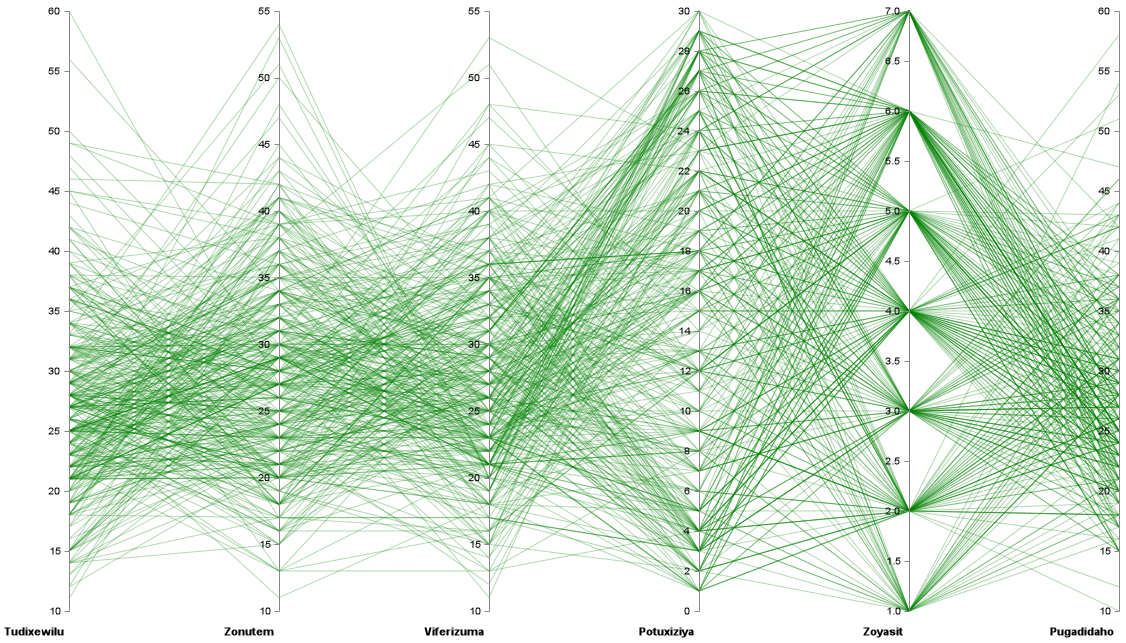 60 55 50 45 40 35 30 25 20 15 10
55 50 45 40 35 30 25 20 15 10
55 50 45 40 35 30 25 20 15 10
30 28 26 24 22 20 18 16 14 12 10 8 6 4 2 0
7.0 6.5 6.0 5.5 5.0 4.5 4.0 3.5 3.0 2.5 2.0 1.5 1.0
60 55 50 45 40 35 30 25 20 15 10
Tudixewilu Zonutem Viferizuma Potuxiziya Zoyasit Pugadidaho